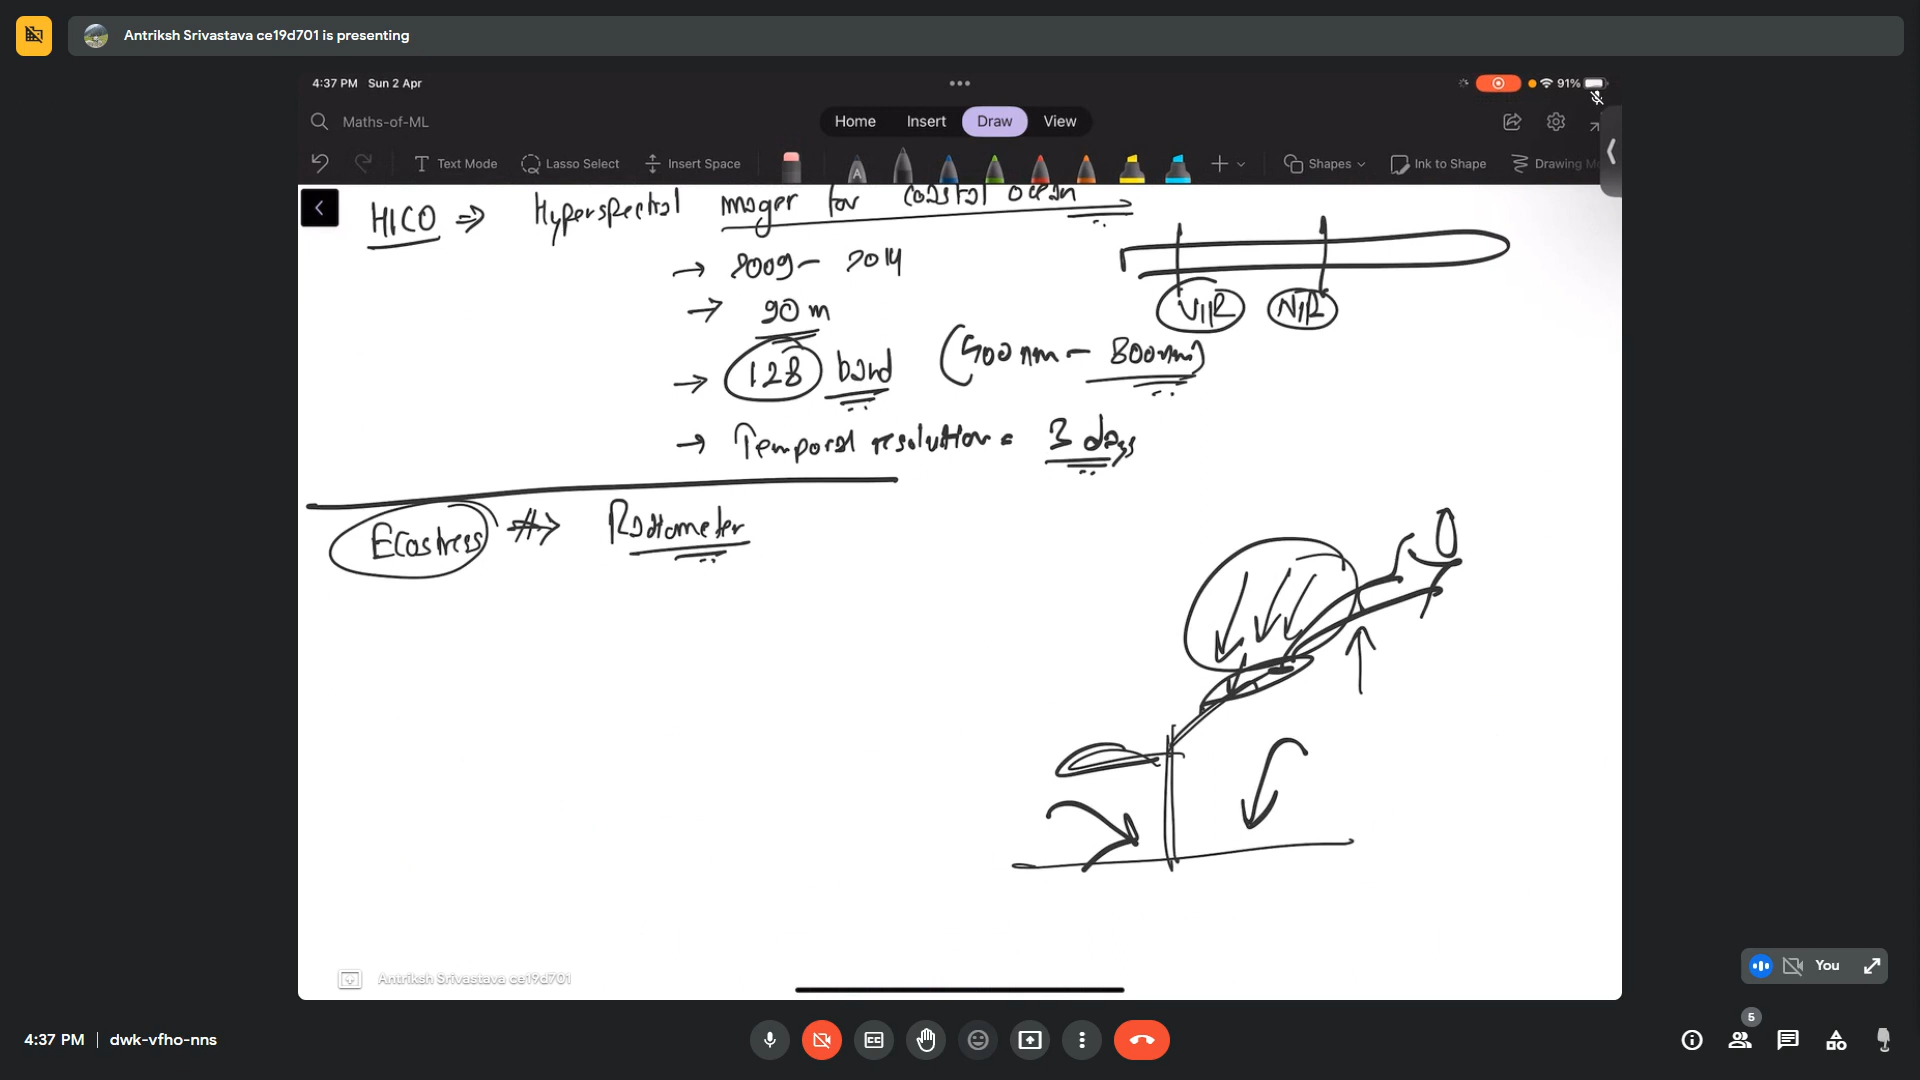 Antriksh Srivastava ce19d701 is presenting
4:37 PM Sun 2 Apr
91%
Maths-of-ML
Home Insert Draw View
Text Mode Lasso Select Insert Space A Shapes Ink to Shape Drawing Mo
HICO ⇒ Hyperspectral imager for coastal ocean
→ 2009 - 2014
→ 90 m
VIR NIR
→ 128 band (400 nm - 800 nm)
→ Temporal resolution = 3 days
Ecostress ⇒ Radiometer
Antriksh Srivastava ce19d701
You
5
4:37 PM | dwk-vfho-nns